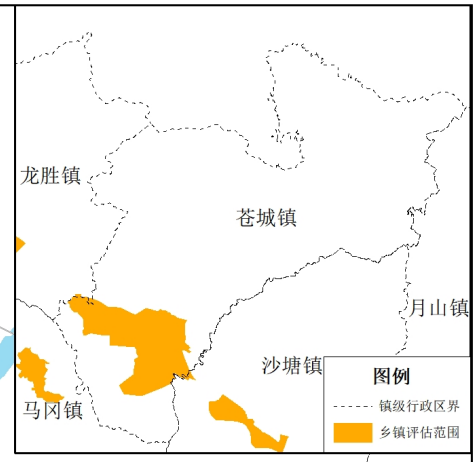 龙胜镇
苍城镇
月山镇
沙塘镇
马冈镇
图例
镇级行政区界
乡镇评估范围